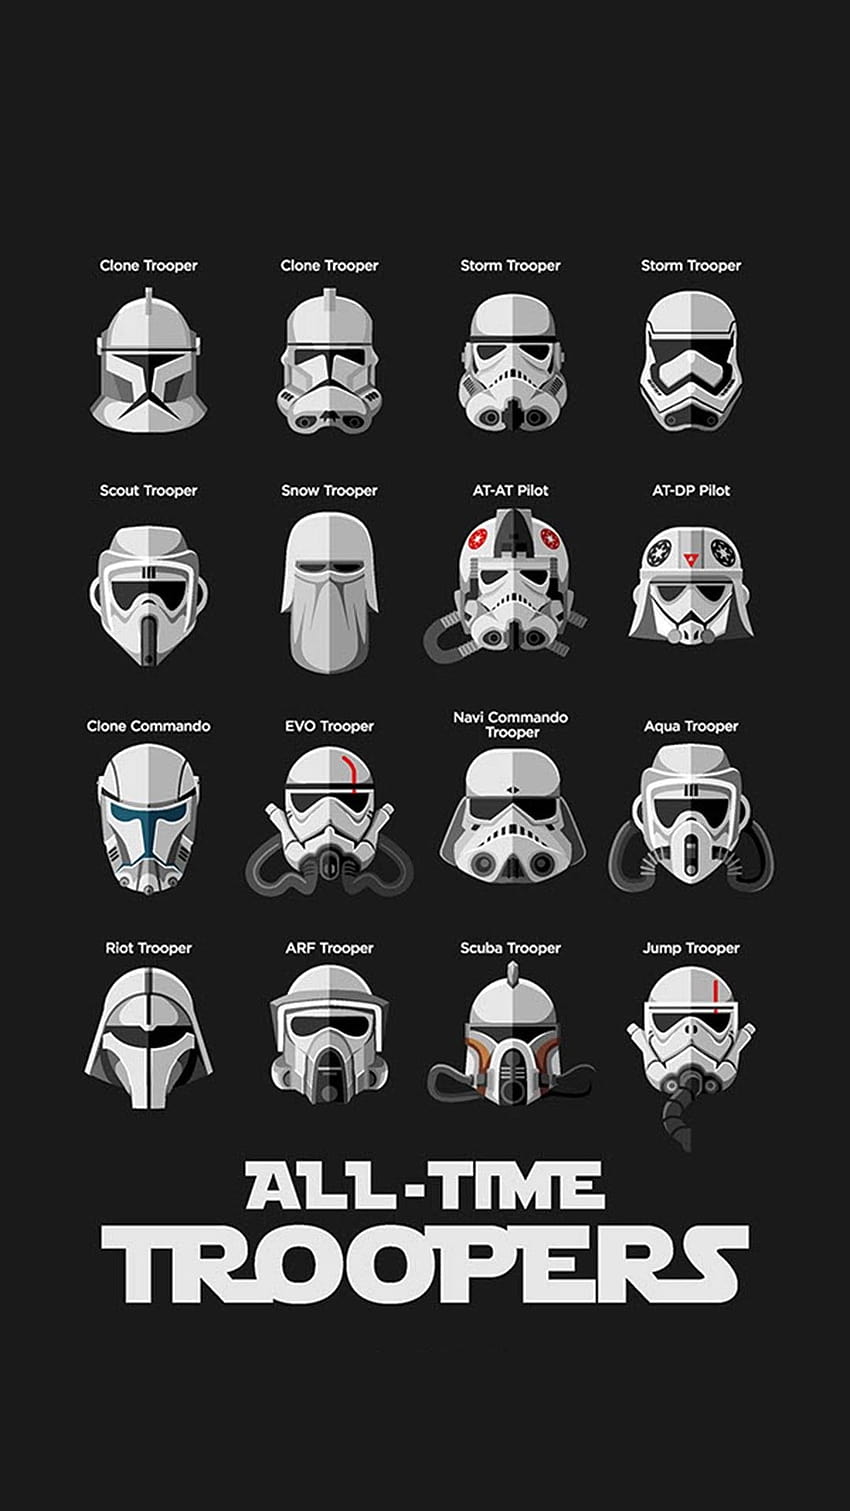 Clone Trooper
Clone Trooper
Storm Trooper
Storm Trooper
Scout Trooper
Snow Trooper
AT-AT Pilot
AT-DP Pilot
Clone Commando
EVO Trooper
Navi Commando
Trooper
Aqua Trooper
Riot Trooper
ARF Trooper
Scuba Trooper
Jump Trooper
ALL-TIME
TROOPERS